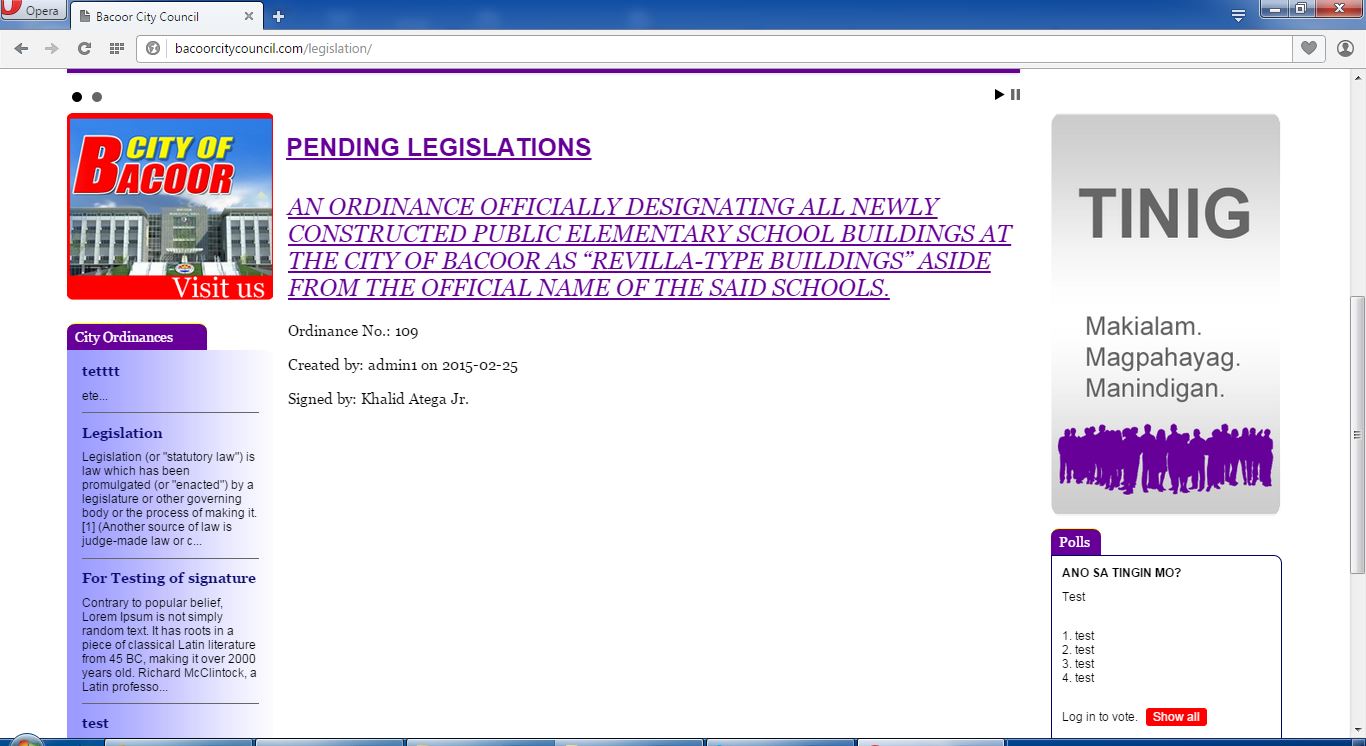 Opera
Bacoor City Council
bacoorcitycouncil.com/legislation/
CITY OF
BACOOR
Visit us
City Ordinances
tetttt
ete...
Legislation
Legislation (or "statutory law") is
law which has been
promulgated (or "enacted") by a
legislature or other governing
body or the process of making it.
[1] (Another source of law is
judge-made law or c...
For Testing of signature
Contrary to popular belief,
Lorem Ipsum is not simply
random text. It has roots in a
piece of classical Latin literature
from 45 BC, making it over 2000
years old. Richard McClintock, a
Latin professo...
test
PENDING LEGISLATIONS
AN ORDINANCE OFFICIALLY DESIGNATING ALL NEWLY
CONSTRUCTED PUBLIC ELEMENTARY SCHOOL BUILDINGS AT
THE CITY OF BACOOR AS “REVILLA-TYPE BUILDINGS” ASIDE
FROM THE OFFICIAL NAME OF THE SAID SCHOOLS.
Ordinance No.: 109
Created by: admin1 on 2015-02-25
Signed by: Khalid Atega Jr.
TINIG
Makialam.
Magpahayag.
Manindigan.
Polls
ANO SA TINGIN MO?
Test
1. test
2. test
3. test
4. test
Log in to vote. Show all